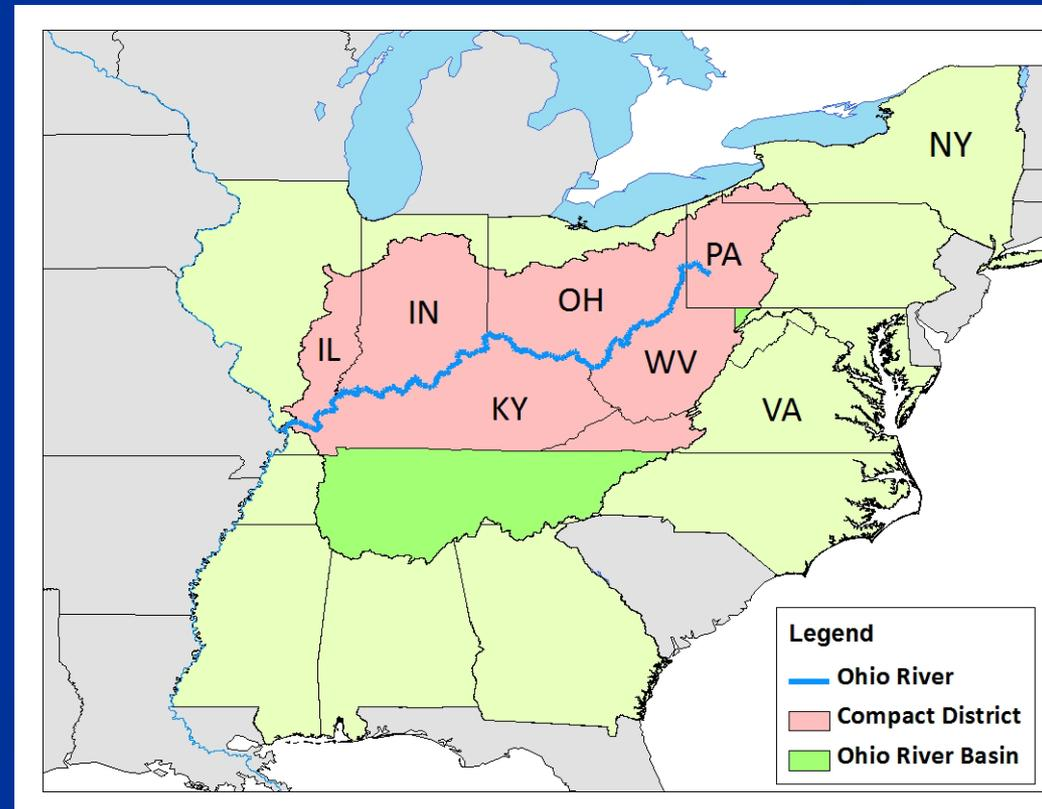 NY
PA
IN
OH
IL
WV
KY
VA
Legend
Ohio River
Compact District
Ohio River Basin